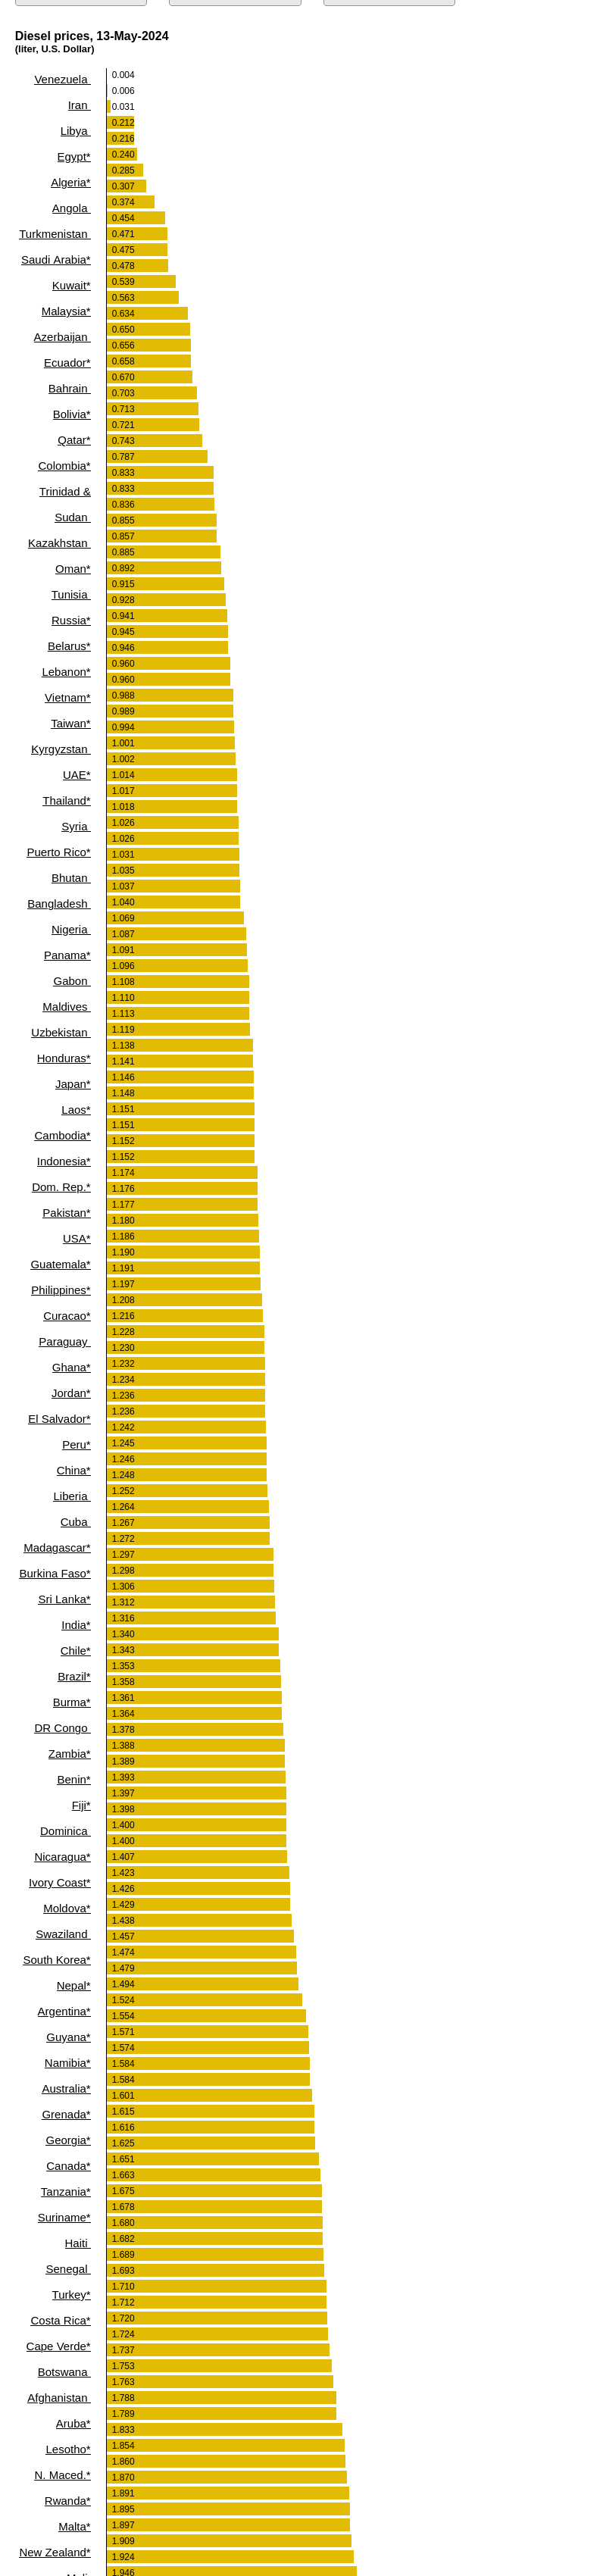 Diesel prices, 13-May-2024
(liter, U.S. Dollar)
Venezuela
Iran
Libya
Egypt*
Algeria*
Angola
Turkmenistan
Saudi Arabia*
Kuwait*
Malaysia*
Azerbaijan
Ecuador*
Bahrain
Bolivia*
Qatar*
Colombia*
Trinidad &
Sudan
Kazakhstan
Oman*
Tunisia
Russia*
Belarus*
Lebanon*
Vietnam*
Taiwan*
Kyrgyzstan
UAE*
Thailand*
Syria
Puerto Rico*
Bhutan
Bangladesh
Nigeria
Panama*
Gabon
Maldives
Uzbekistan
Honduras*
Japan*
Laos*
Cambodia*
Indonesia*
Dom. Rep.*
Pakistan*
USA*
Guatemala*
Philippines*
Curacao*
Paraguay
Ghana*
Jordan*
El Salvador*
Peru*
China*
Liberia
Cuba
Madagascar*
Burkina Faso*
Sri Lanka*
India*
Chile*
Brazil*
Burma*
DR Congo
Zambia*
Benin*
Fiji*
Dominica
Nicaragua*
Ivory Coast*
Moldova*
Swaziland
South Korea*
Nepal*
Argentina*
Guyana*
Namibia*
Australia*
Grenada*
Georgia*
Canada*
Tanzania*
Suriname*
Haiti
Senegal
Turkey*
Costa Rica*
Cape Verde*
Botswana
Afghanistan
Aruba*
Lesotho*
N. Maced.*
Rwanda*
Malta*
New Zealand*
0.004
0.006
0.031
0.212
0.216
0.240
0.285
0.307
0.374
0.454
0.471
0.475
0.478
0.539
0.563
0.634
0.650
0.656
0.658
0.670
0.703
0.713
0.721
0.743
0.787
0.833
0.833
0.836
0.855
0.857
0.885
0.892
0.915
0.928
0.941
0.945
0.946
0.960
0.960
0.988
0.989
0.994
1.001
1.002
1.014
1.017
1.018
1.026
1.026
1.031
1.035
1.037
1.040
1.069
1.087
1.091
1.096
1.108
1.110
1.113
1.119
1.138
1.141
1.146
1.148
1.151
1.151
1.152
1.152
1.174
1.176
1.177
1.180
1.186
1.190
1.191
1.197
1.208
1.216
1.228
1.230
1.232
1.234
1.236
1.236
1.242
1.245
1.246
1.248
1.252
1.264
1.267
1.272
1.297
1.298
1.306
1.312
1.316
1.340
1.343
1.353
1.358
1.361
1.364
1.378
1.388
1.389
1.393
1.397
1.398
1.400
1.400
1.407
1.423
1.426
1.429
1.438
1.457
1.474
1.479
1.494
1.524
1.554
1.571
1.574
1.584
1.584
1.601
1.615
1.616
1.625
1.651
1.663
1.675
1.678
1.680
1.682
1.689
1.693
1.710
1.712
1.720
1.724
1.737
1.753
1.763
1.788
1.789
1.833
1.854
1.860
1.870
1.891
1.895
1.897
1.909
1.924
1.946